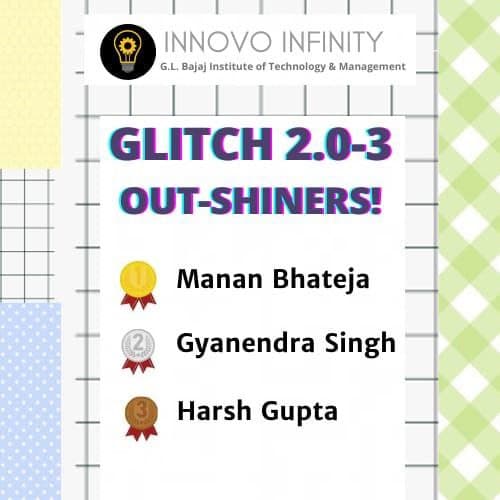 INNOVO INFINITY
G.L. Bajaj Institute of Technology & Management
GLITCH 2.0-3
OUT-SHINERS!
1 Manan Bhateja
2 Gyanendra Singh
3 Harsh Gupta